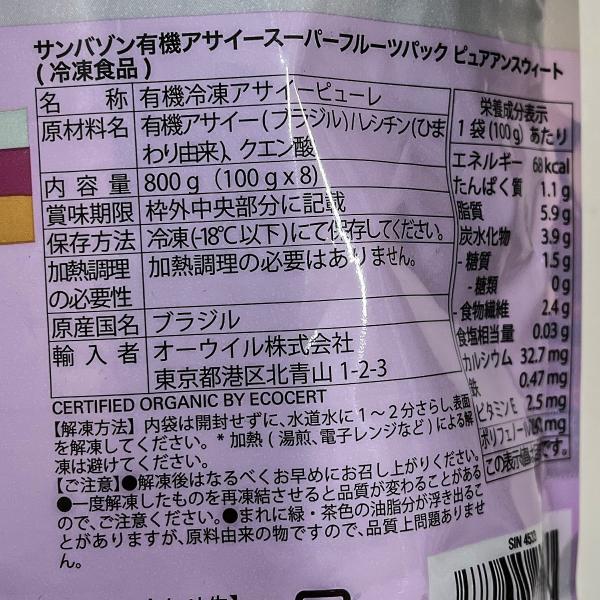 サンバゾン有機アサイースーパーフルーツパック ピュアアンスウィート
(冷凍食品)
名 称 有機冷凍アサイーピューレ
原材料名 有機アサイー(ブラジル)/レシチン(ひま
わり由来)、クエン酸
内容量 800g (100g x 8)
賞味期限 枠外中央部分に記載
保存方法 冷凍(-18℃以下)にて保存してください。
加熱調理
の必要性 加熱調理の必要はありません。
原産国名 ブラジル
輸入者 オーウイル株式会社
東京都港区北青山 1-2-3
栄養成分表示
1袋(100g)あたり
エネルギー 68kcal
たんぱく質 1.1g
脂質 5.9g
炭水化物 3.9g
- 糖質 1.5g
- 糖類 0g
- 食物繊維 2.4g
食塩相当量 0.03g
カルシウム 32.7mg
鉄 0.47mg
ビタミンE 2.5mg
ポリフェノール mg
この表示値は です。
CERTIFIED ORGANIC BY ECOCERT
【解凍方法】内袋は開封せずに、水道水に1〜2分さらし、表面
を解凍してください。*加熱(湯煎、電子レンジなど)による解
凍は避けてください。
【ご注意】●解凍後はなるべくお早めにお召し上がりください。
●一度解凍したものを再凍結させると品質が変わることがある
ので、ご注意ください。●まれに緑・茶色の油脂分が浮き出るこ
とがありますが、原料由来の物ですので、品質上問題ありませ
ん。